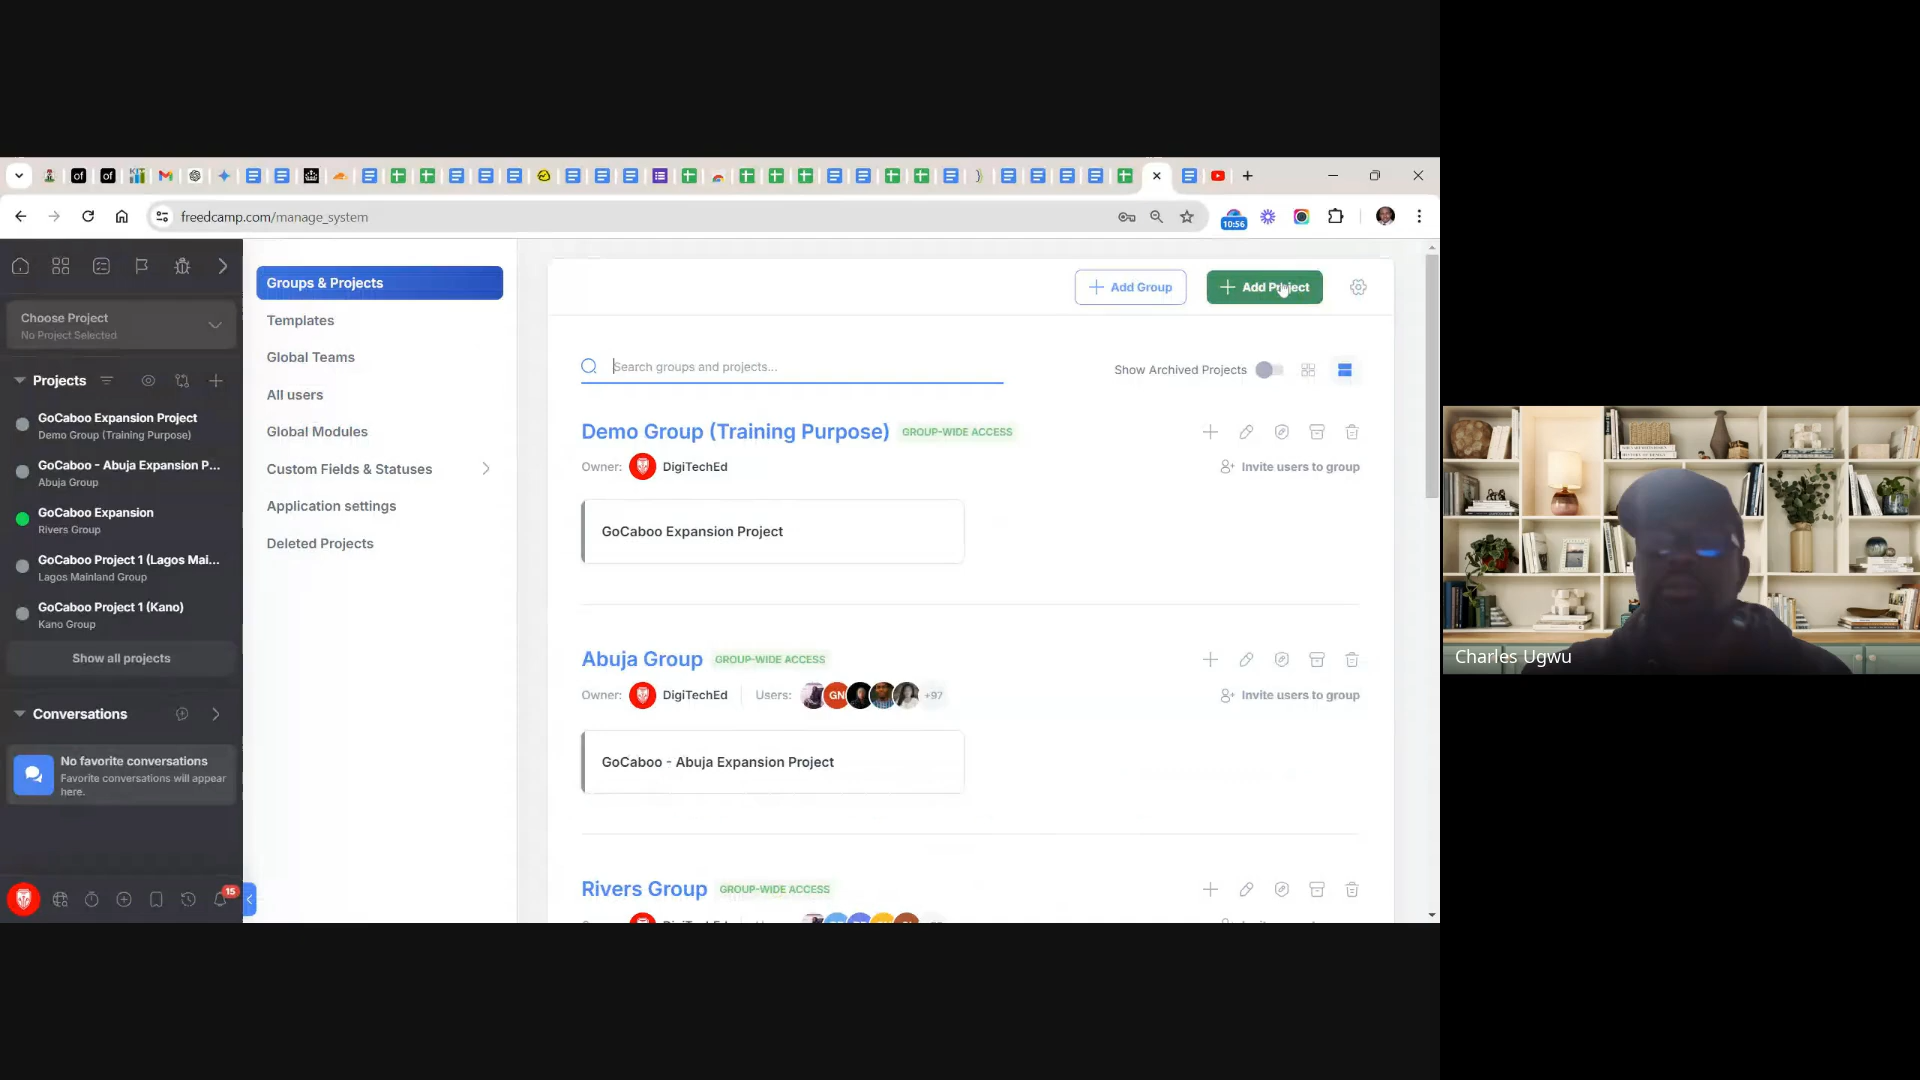 freedcamp.com/manage_system
10:56
Choose Project
No Project Selected
Projects
GoCaboo Expansion Project
Demo Group (Training Purpose)
GoCaboo - Abuja Expansion P...
Abuja Group
GoCaboo Expansion
Rivers Group
GoCaboo Project 1 (Lagos Mai...
Lagos Mainland Group
GoCaboo Project 1 (Kano)
Kano Group
Show all projects
Conversations
No favorite conversations
Favorite conversations will appear
here.
15
Groups & Projects
Templates
Global Teams
All users
Global Modules
Custom Fields & Statuses
Application settings
Deleted Projects
Add Group
Add Project
Search groups and projects...
Show Archived Projects
Demo Group (Training Purpose) GROUP-WIDE ACCESS
Owner: DigiTechEd
Invite users to group
GoCaboo Expansion Project
Abuja Group GROUP-WIDE ACCESS
Owner: DigiTechEd Users: GN +97
Invite users to group
GoCaboo - Abuja Expansion Project
Rivers Group GROUP-WIDE ACCESS
Charles Ugwu